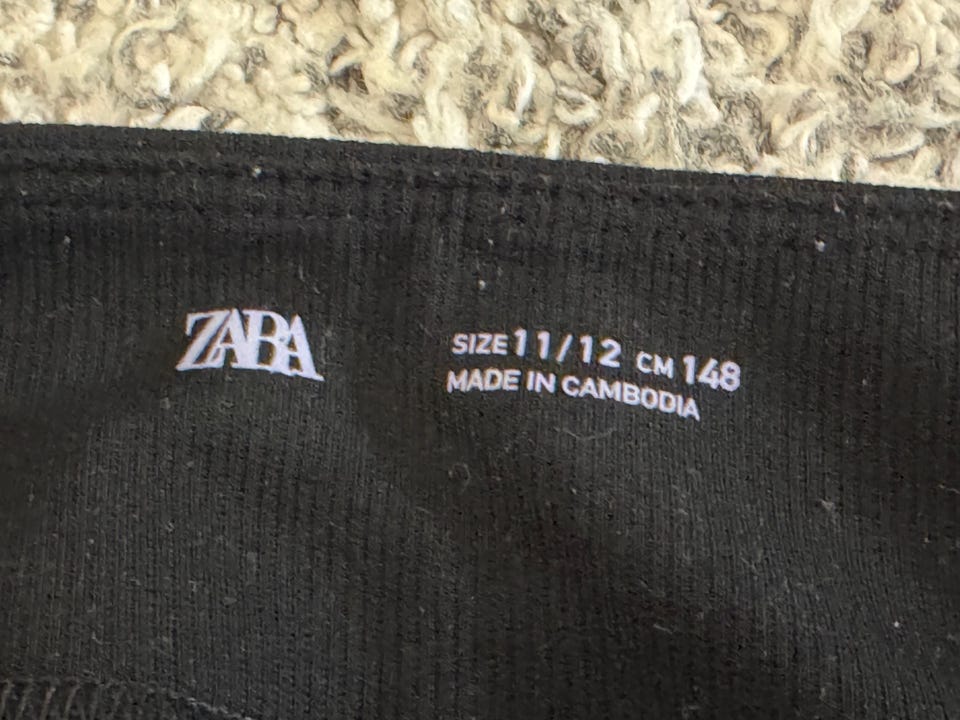 ZARA
SIZE 11/12 CM 148
MADE IN CAMBODIA